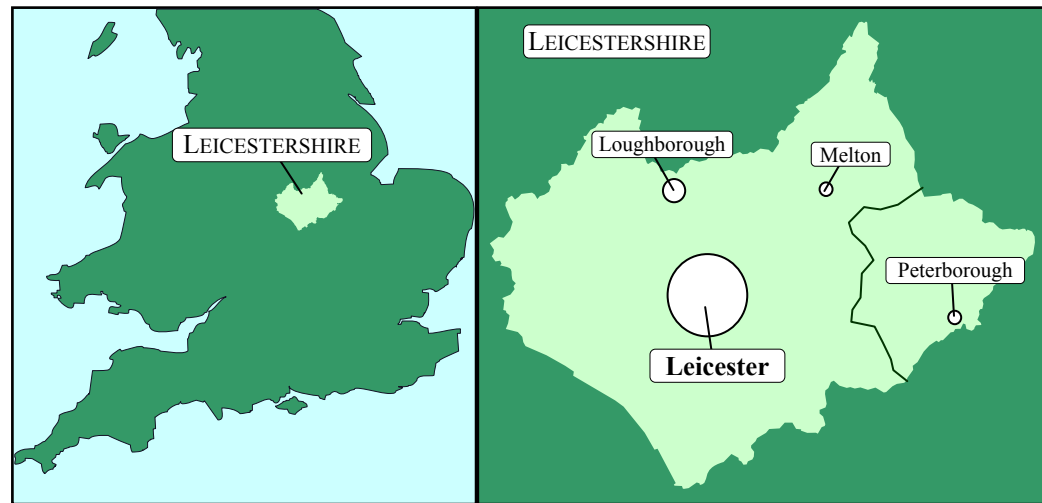 LEICESTERSHIRE
LEICESTERSHIRE
Loughborough
Melton
Peterborough
Leicester